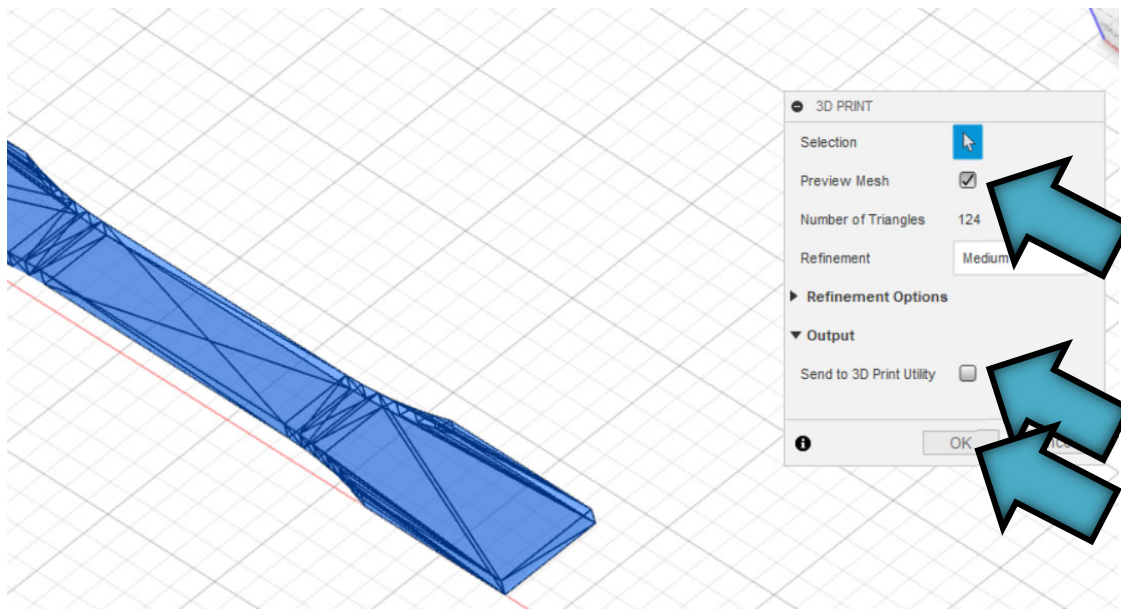 3D PRINT
Selection
Preview Mesh
Number of Triangles 124
Refinement Medium
Refinement Options
Output
Send to 3D Print Utility
OK